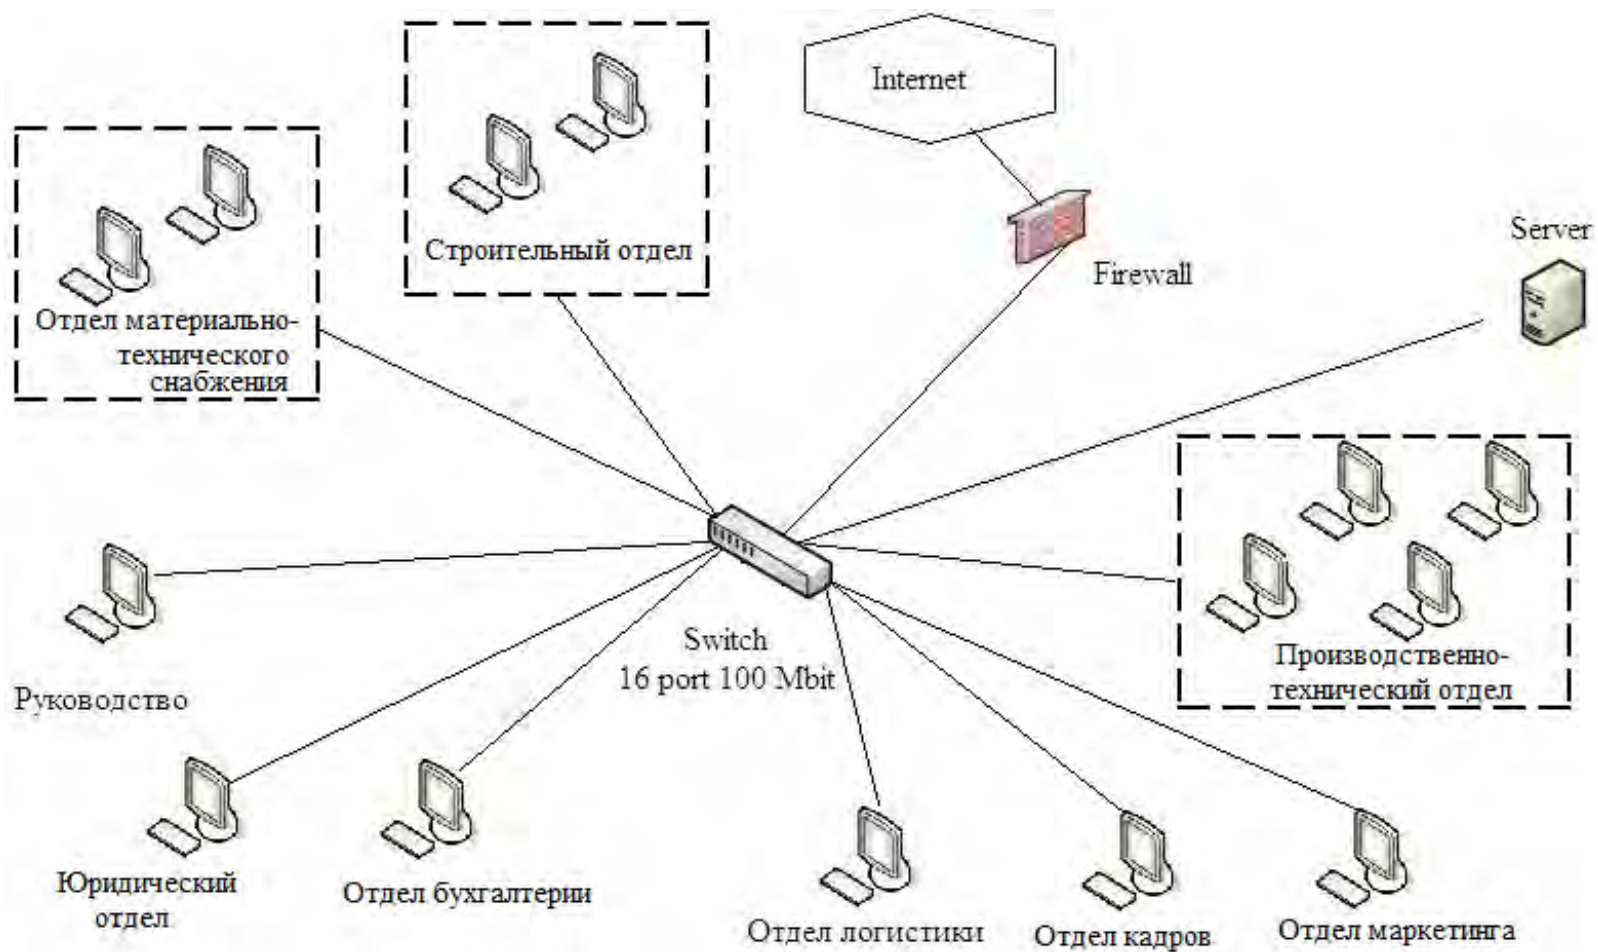 Internet
Server
Строительный отдел
Firewall
Отдел материально-
технического
снабжения
Switch
16 port 100 Mbit
Производственно-
технический отдел
Руководство
Юридический
отдел
Отдел бухгалтерии
Отдел логистики
Отдел кадров
Отдел маркетинга